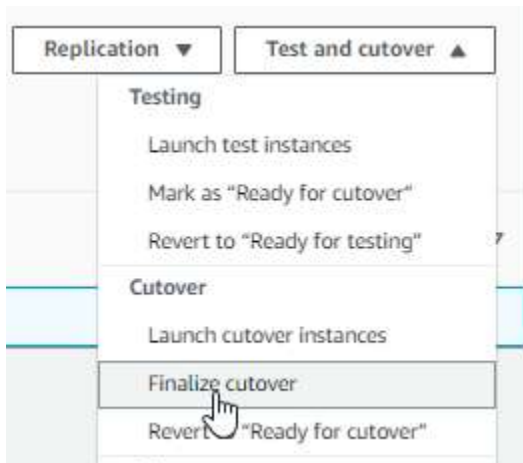 Replication ▼ Test and cutover ▲
Testing
Launch test instances
Mark as "Ready for cutover"
Revert to "Ready for testing"
Cutover
Launch cutover instances
Finalize cutover
Revert "Ready for cutover"